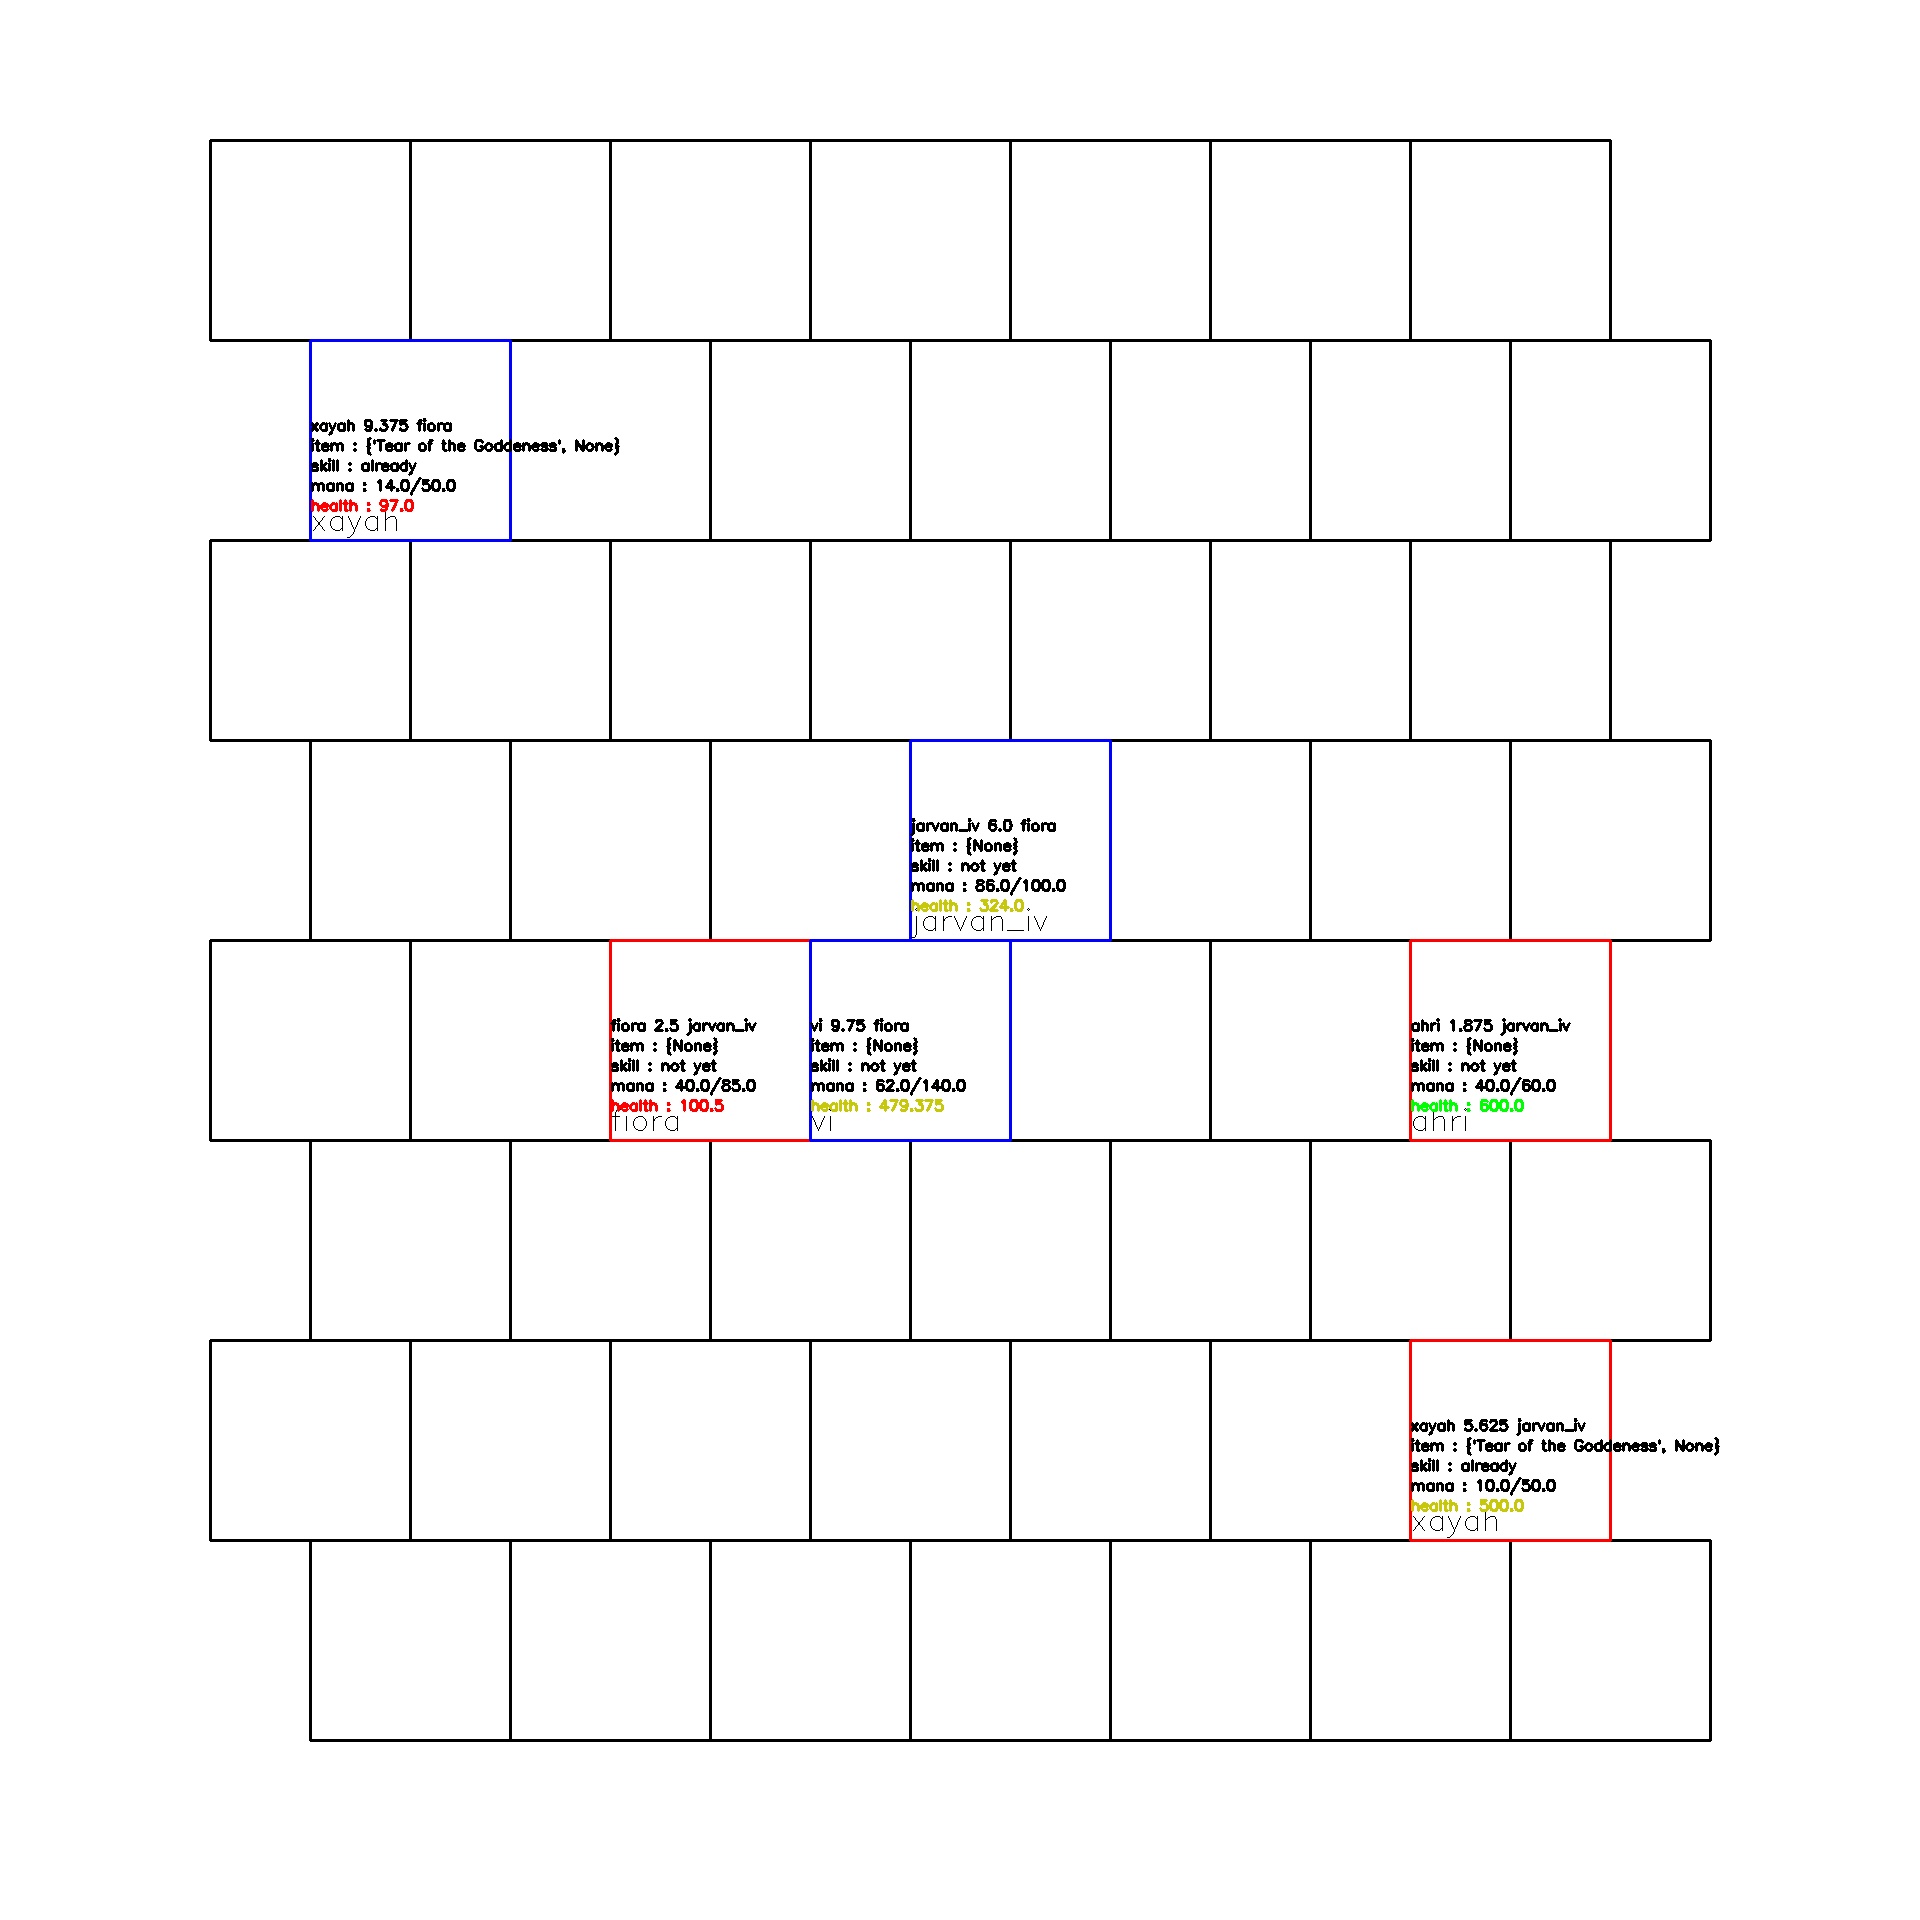 xayah 9.375 fiora
item : {'Tear of the Goddeness', None}
skill : already
mana : 14.0/50.0
health : 97.0
xayah
jarvan_iv 6.0 fiora
item : {None}
skill : not yet
mana : 86.0/100.0
health : 324.0
jarvan_iv
fiora 2.5 jarvan_iv
item : {None}
skill : not yet
mana : 40.0/85.0
health : 100.5
fiora
vi 9.75 fiora
item : {None}
skill : not yet
mana : 62.0/140.0
health : 479.375
vi
ahri 1.875 jarvan_iv
item : {None}
skill : not yet
mana : 40.0/60.0
health : 600.0
ahri
xayah 5.625 jarvan_iv
item : {'Tear of the Goddeness', None}
skill : already
mana : 10.0/50.0
health : 500.0
xayah